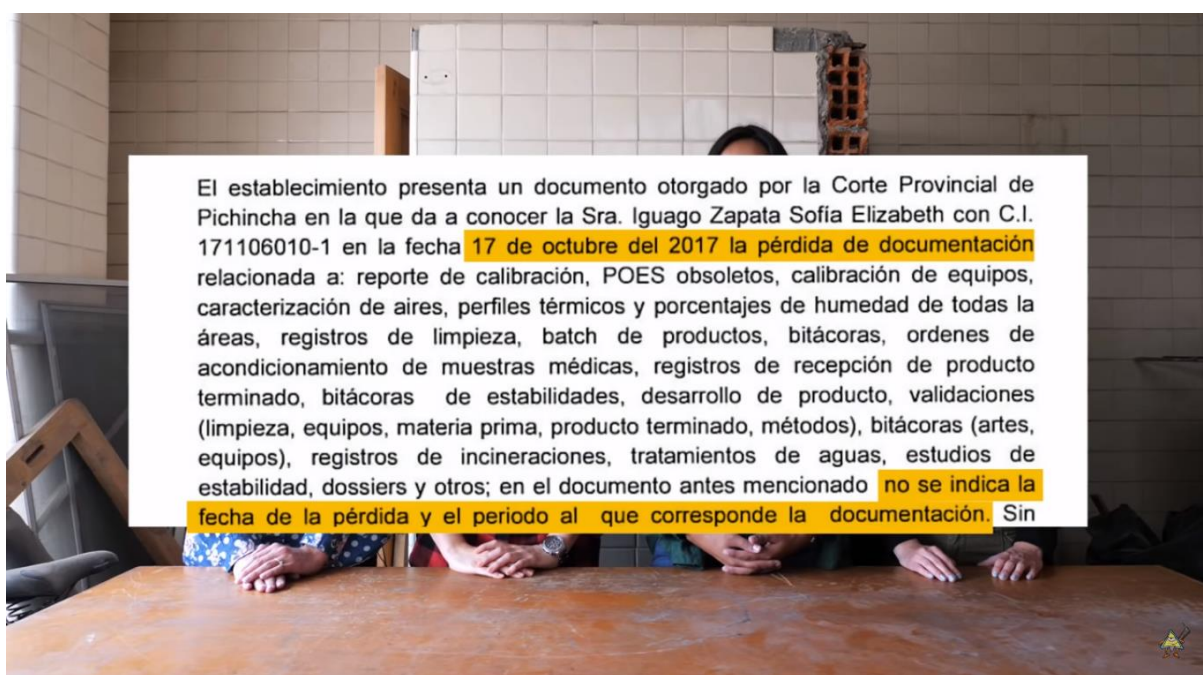 El establecimiento presenta un documento otorgado por la Corte Provincial de
Pichincha en la que da a conocer la Sra. Iguago Zapata Sofía Elizabeth con C.I.
171106010-1 en la fecha 17 de octubre del 2017 la pérdida de documentación
relacionada a: reporte de calibración, POES obsoletos, calibración de equipos,
caracterización de aires, perfiles térmicos y porcentajes de humedad de todas la
áreas, registros de limpieza, batch de productos, bitácoras, ordenes de
acondicionamiento de muestras médicas, registros de recepción de producto
terminado, bitácoras de estabilidades, desarrollo de producto, validaciones
(limpieza, equipos, materia prima, producto terminado, métodos), bitácoras (artes,
equipos), registros de incineraciones, tratamientos de aguas, estudios de
estabilidad, dossiers y otros; en el documento antes mencionado no se indica la
fecha de la pérdida y el periodo al que corresponde la documentación. Sin